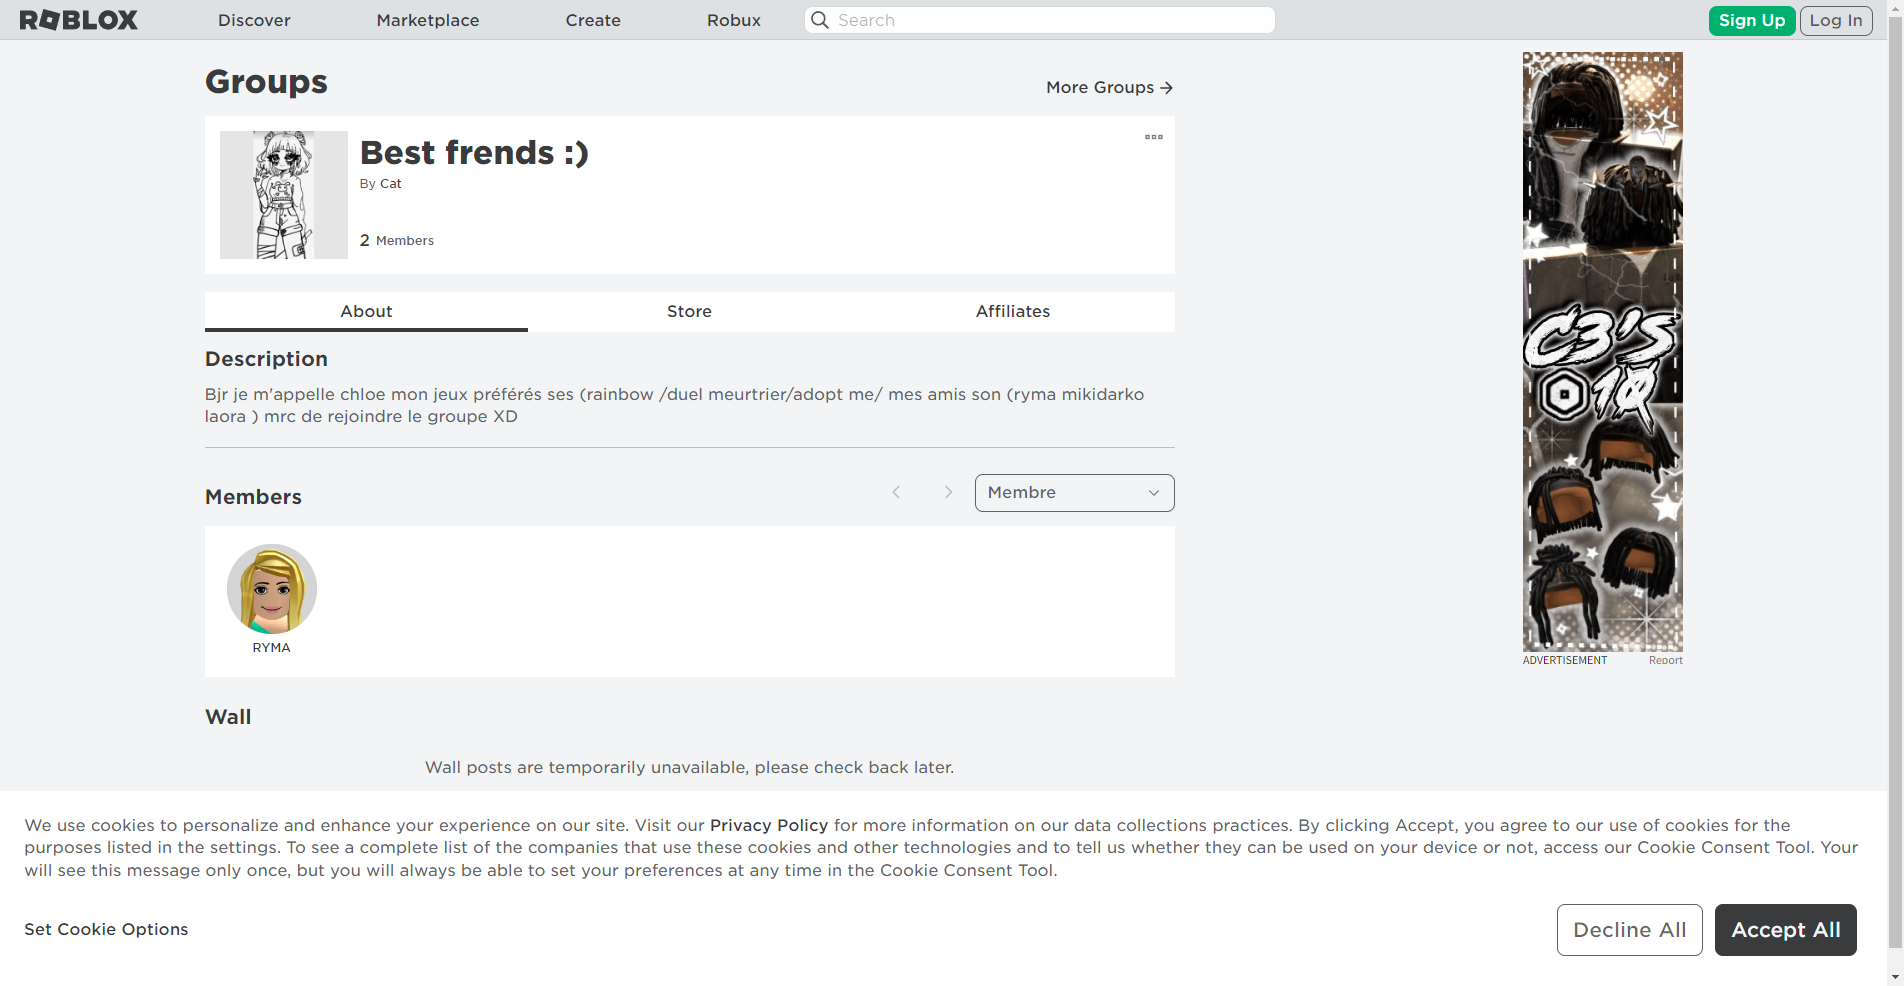 ROBLOX
Discover
Marketplace
Create
Robux
Search
Sign Up
Log In
Groups
More Groups →
Best frends :)
By Cat
2 Members
About
Store
Affiliates
Description
Bjr je m'appelle chloe mon jeux préférés ses (rainbow /duel meurtrier/adopt me/ mes amis son (ryma mikidarko
laora ) mrc de rejoindre le groupe XD
Members
Membre
RYMA
Wall
Wall posts are temporarily unavailable, please check back later.
C3'S
10
ADVERTISEMENT
Report
We use cookies to personalize and enhance your experience on our site. Visit our Privacy Policy for more information on our data collections practices. By clicking Accept, you agree to our use of cookies for the
purposes listed in the settings. To see a complete list of the companies that use these cookies and other technologies and to tell us whether they can be used on your device or not, access our Cookie Consent Tool. Your
will see this message only once, but you will always be able to set your preferences at any time in the Cookie Consent Tool.
Set Cookie Options
Decline All
Accept All